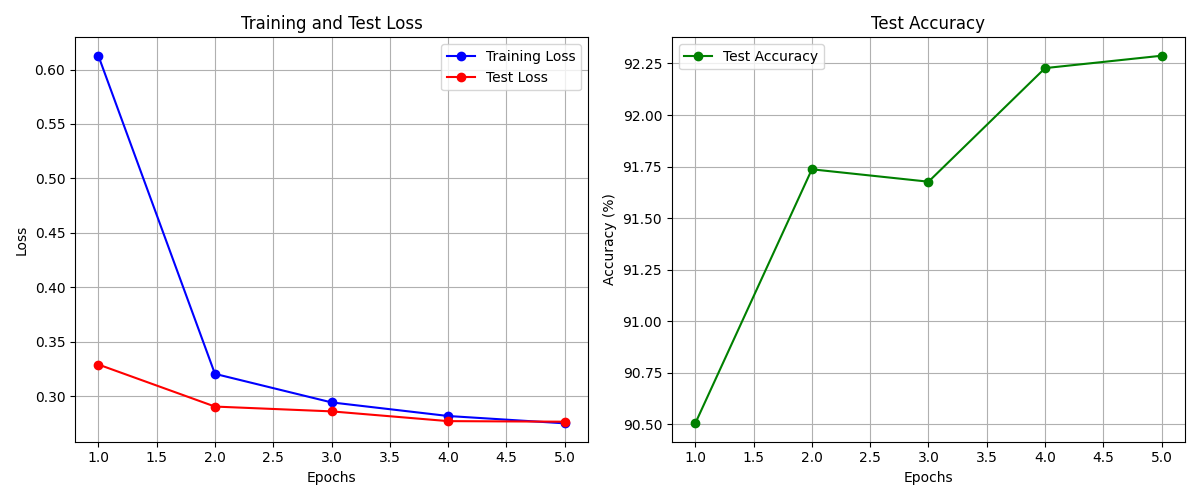 Training and Test Loss
Training Loss
Test Loss
0.60
0.55
0.50
0.45
0.40
0.35
0.30
Loss
1.0 1.5 2.0 2.5 3.0 3.5 4.0 4.5 5.0
Epochs
Test Accuracy
Test Accuracy
92.25
92.00
91.75
91.50
91.25
91.00
90.75
90.50
Accuracy (%)
1.0 1.5 2.0 2.5 3.0 3.5 4.0 4.5 5.0
Epochs